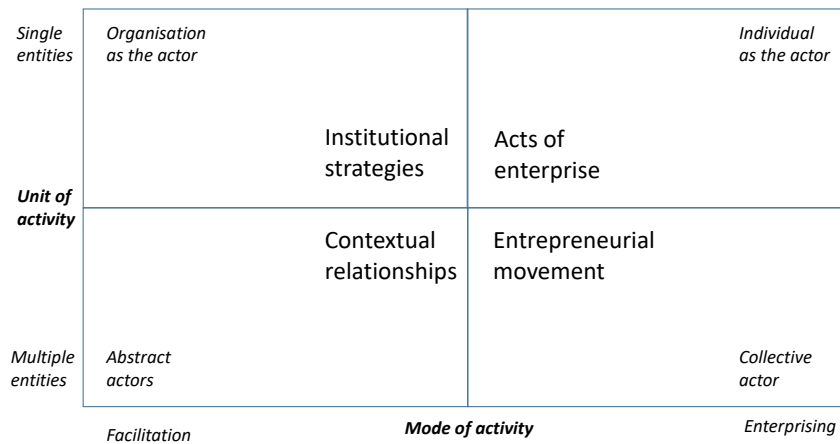 Single
entities
Organisation
as the actor
Individual
as the actor
Institutional
strategies
Acts of
enterprise
Unit of
activity
Contextual
relationships
Entrepreneurial
movement
Multiple
entities
Abstract
actors
Collective
actor
Facilitation
Mode of activity
Enterprising